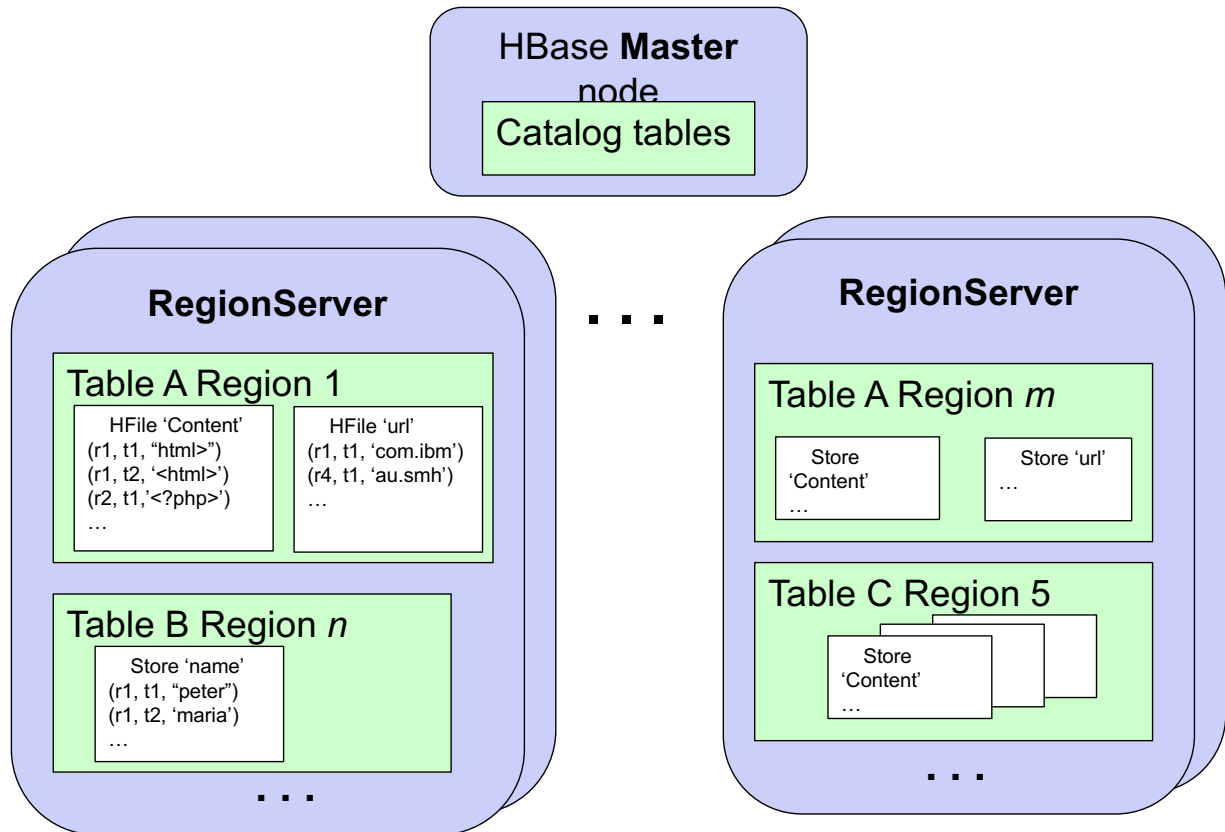 HBase Master
node
Catalog tables
RegionServer
Table A Region 1
HFile ‘Content’
(r1, t1, “html>”)
(r1, t2, ‘<html>’)
(r2, t1,‘<?php>’)
…
HFile ‘url’
(r1, t1, ‘com.ibm’)
(r4, t1, ‘au.smh’)
…
Table B Region n
Store ‘name’
(r1, t1, “peter”)
(r1, t2, ‘maria’)
…
. . .
. . .
RegionServer
Table A Region m
Store
‘Content’
…
Store ‘url’
…
Table C Region 5
Store
‘Content’
…
. . .